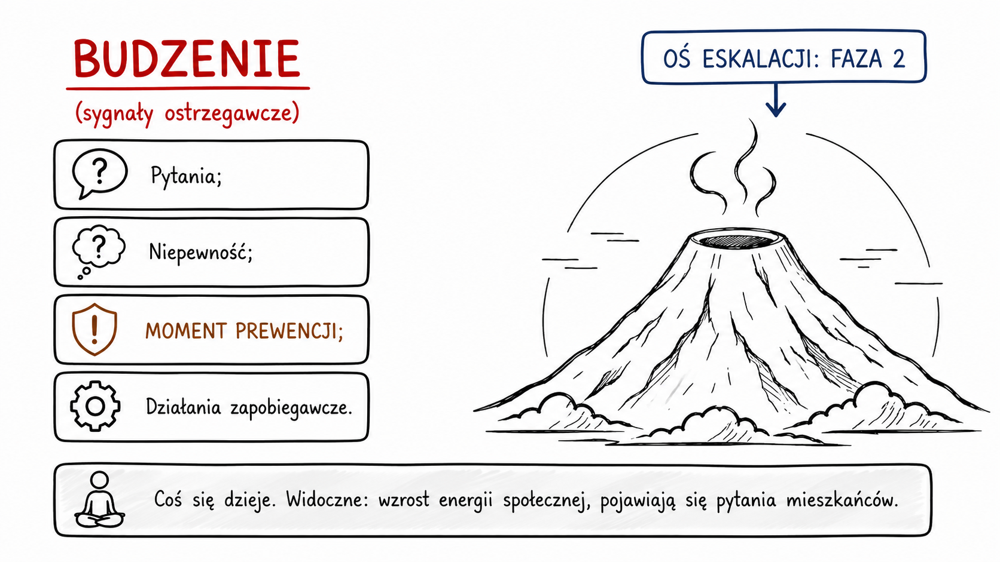 BUDZENIE
(sygnały ostrzegawcze)
OŚ ESKALACJI: FAZA 2
?
Pytania;
?
Niepewność;
!
MOMENT PREWENCJI;
Działania zapobiegawcze.
Coś się dzieje. Widoczne: wzrost energii społecznej, pojawiają się pytania mieszkańców.